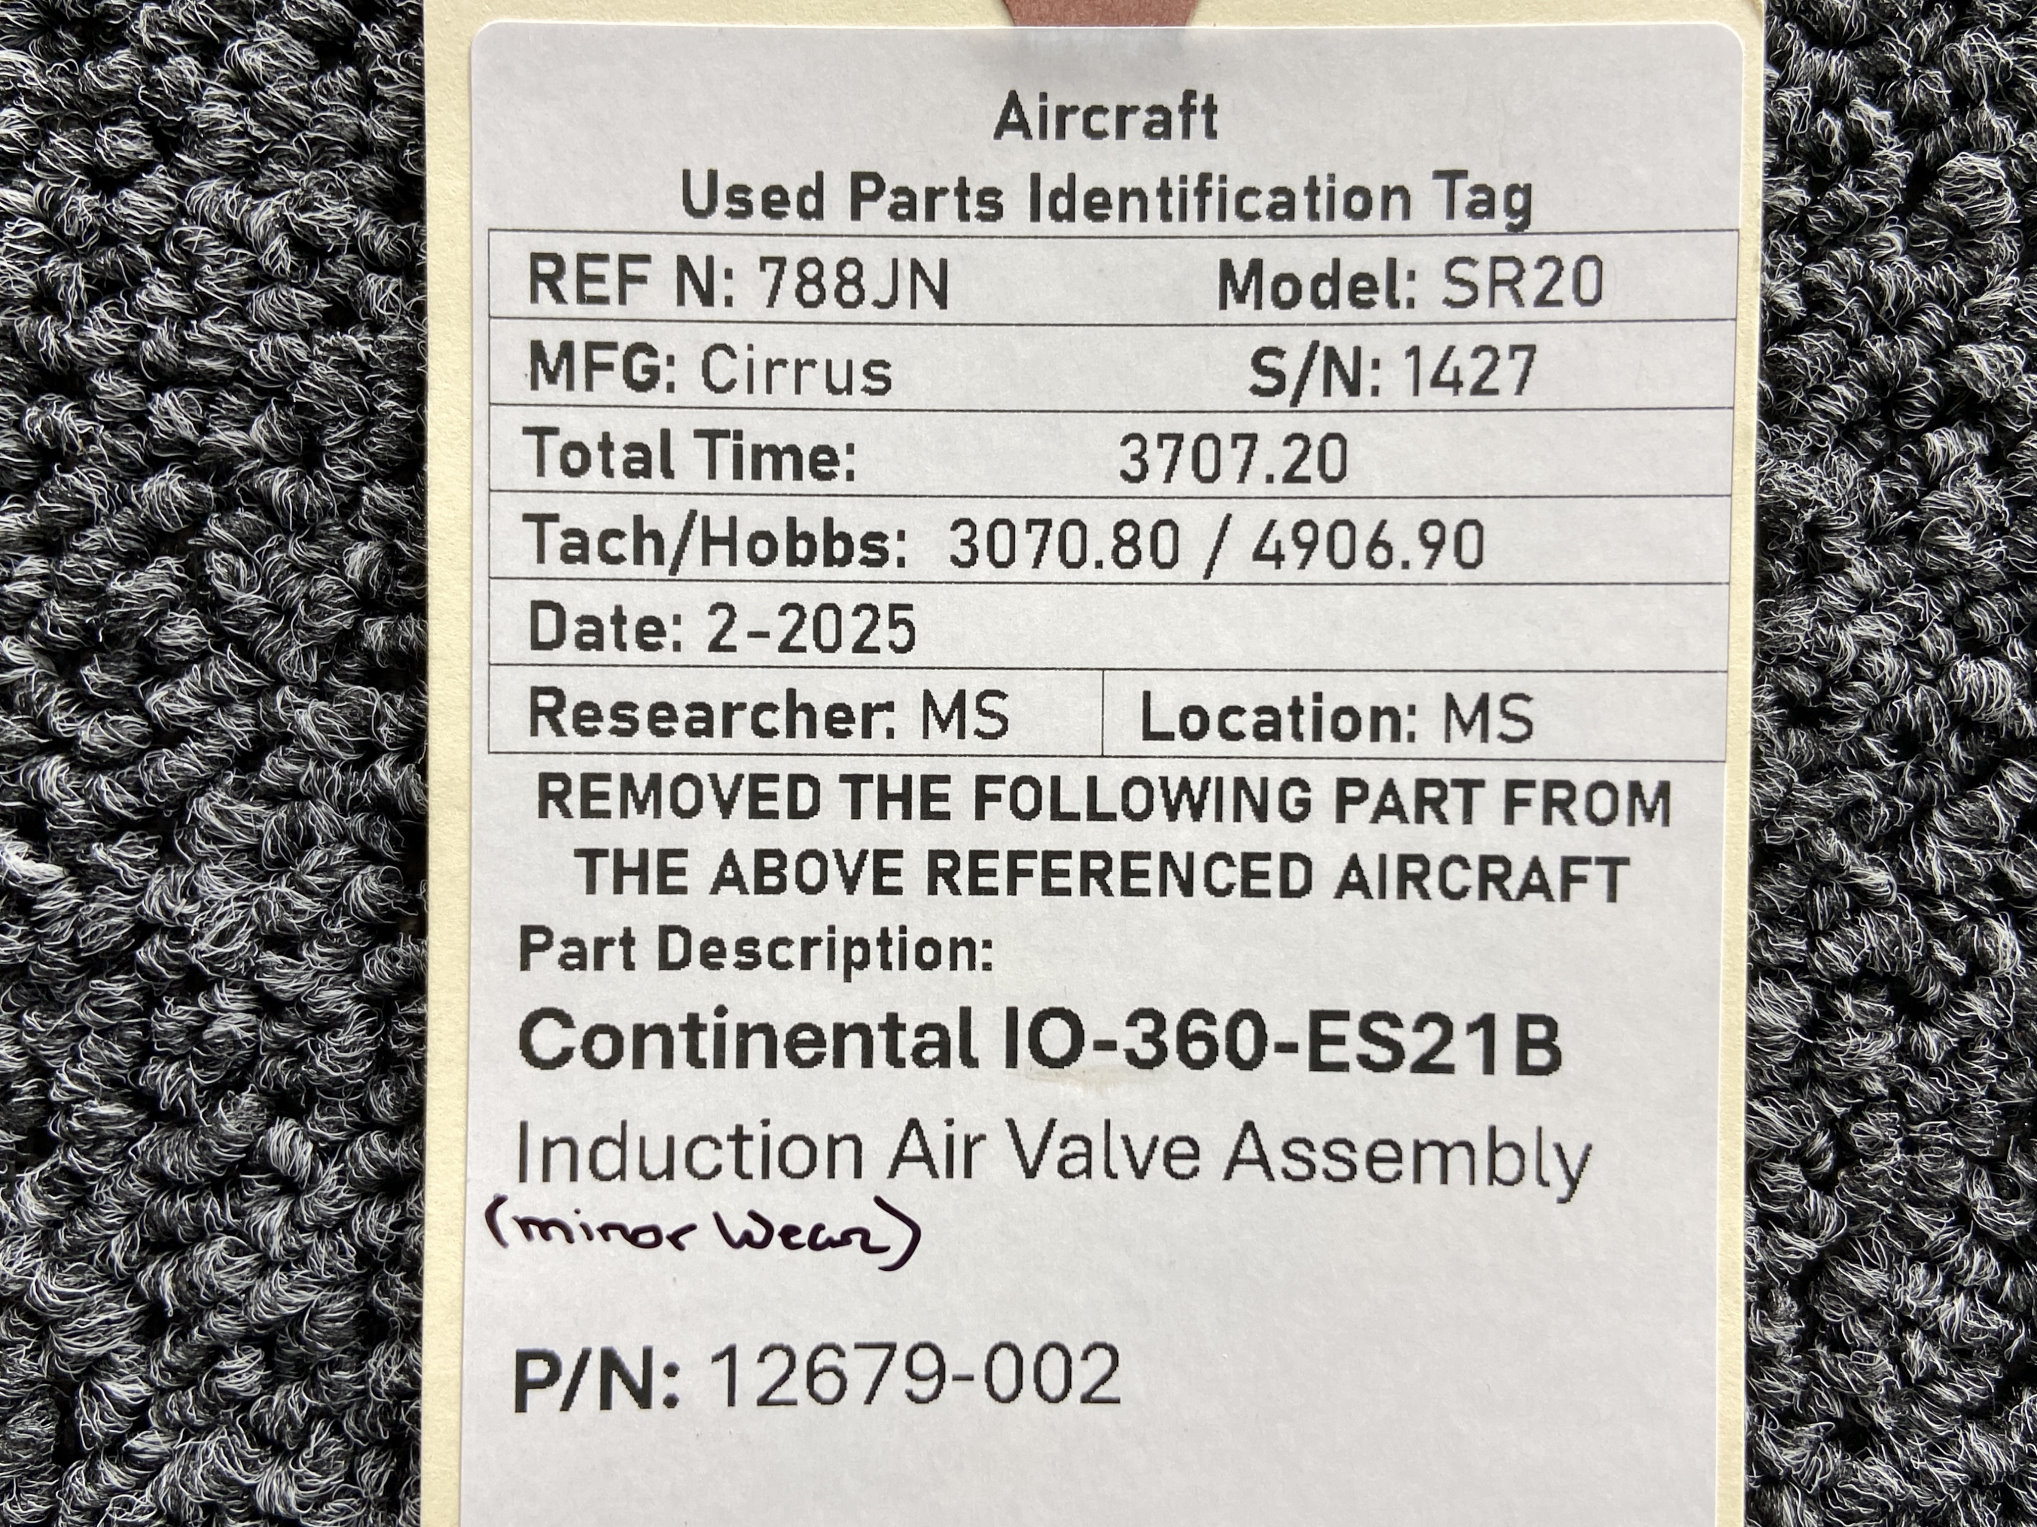 Aircraft
Used Parts Identification Tag
REF N: 788JN Model: SR20
MFG: Cirrus S/N: 1427
Total Time: 3707.20
Tach/Hobbs: 3070.80 / 4906.90
Date: 2-2025
Researcher: MS Location: MS
REMOVED THE FOLLOWING PART FROM
THE ABOVE REFERENCED AIRCRAFT
Part Description:
Continental IO-360-ES21B
Induction Air Valve Assembly
(minor wear)
P/N: 12679-002